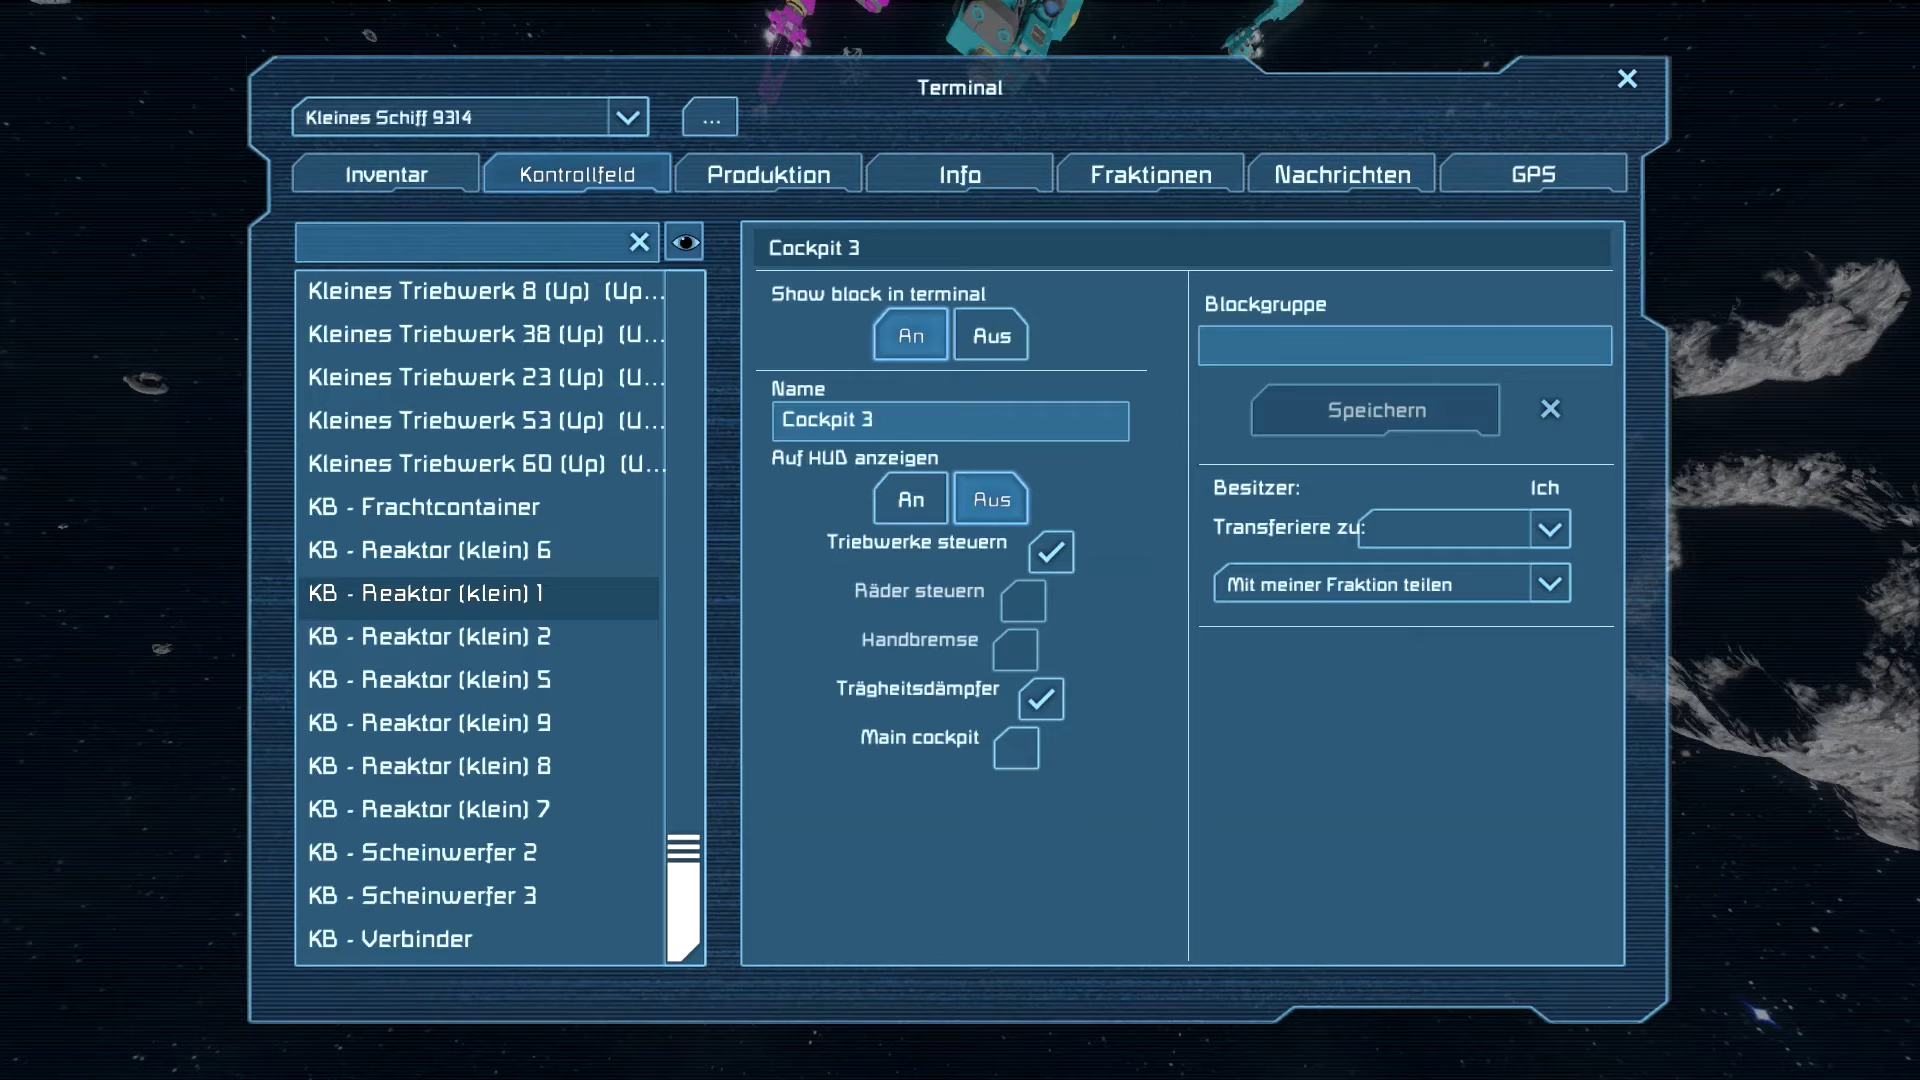 Terminal
Kleines Schiff 9314
...
Inventar
Kontrollfeld
Produktion
Info
Fraktionen
Nachrichten
GPS
Kleines Triebwerk 8 (Up) (Up...
Kleines Triebwerk 38 (Up) (U...
Kleines Triebwerk 23 (Up) (U...
Kleines Triebwerk 53 (Up) (U...
Kleines Triebwerk 60 (Up) (U...
KB - Frachtcontainer
KB - Reaktor (klein) 6
KB - Reaktor (klein) 1
KB - Reaktor (klein) 2
KB - Reaktor (klein) 5
KB - Reaktor (klein) 9
KB - Reaktor (klein) 8
KB - Reaktor (klein) 7
KB - Scheinwerfer 2
KB - Scheinwerfer 3
KB - Verbinder
Cockpit 3
Show block in terminal
An
Aus
Name
Cockpit 3
Auf HUD anzeigen
An
Aus
Triebwerke steuern
Räder steuern
Handbremse
Trägheitsdämpfer
Main cockpit
Blockgruppe
Speichern
Besitzer:
Ich
Transferiere zu:
Mit meiner Fraktion teilen